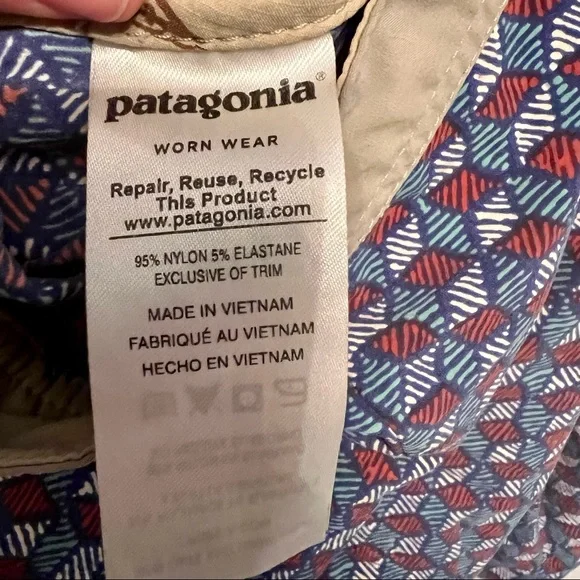 patagonia®
WORN WEAR
Repair, Reuse, Recycle
This Product
www.patagonia.com
95% NYLON 5% ELASTANE
EXCLUSIVE OF TRIM
MADE IN VIETNAM
FABRIQUÉ AU VIETNAM
HECHO EN VIETNAM